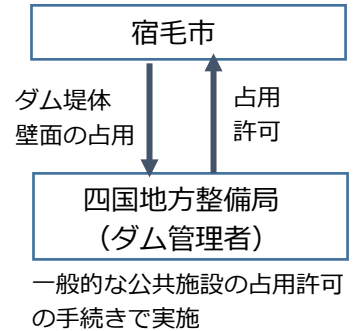 宿毛市
ダム堤体
壁面の占用
占用
許可
四国地方整備局
（ダム管理者）
一般的な公共施設の占用許可
の手続きで実施